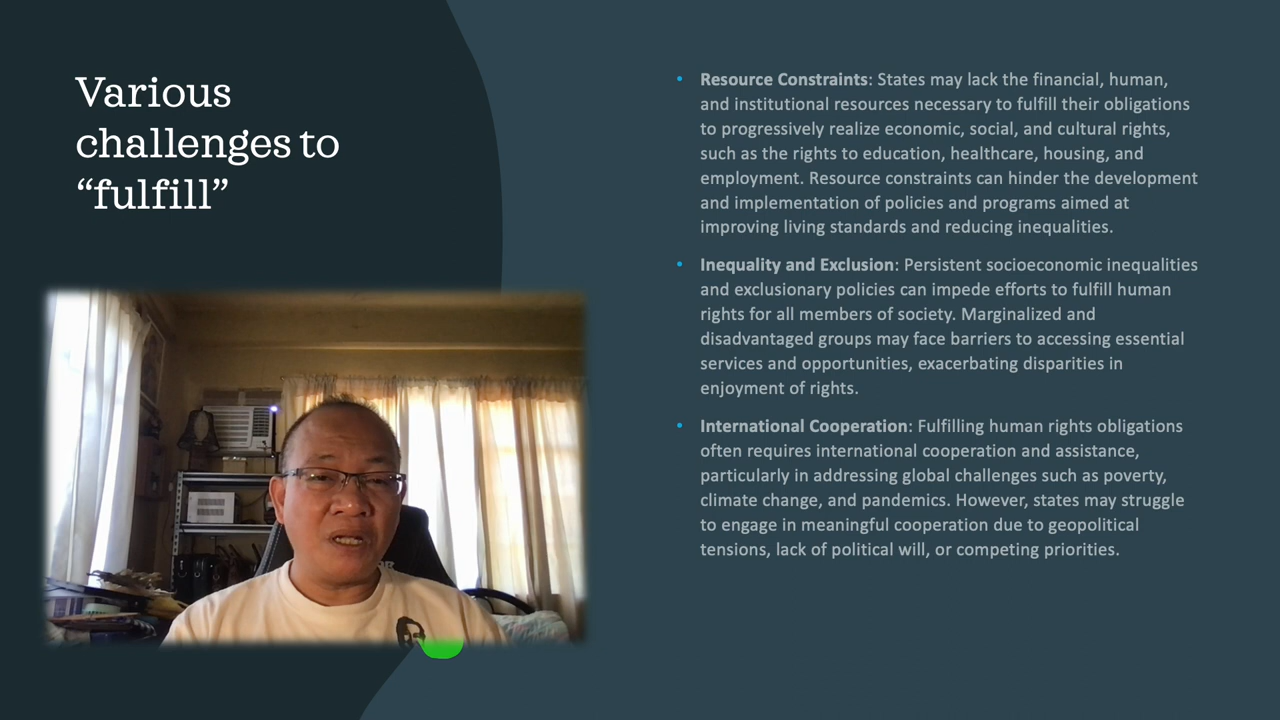 Various
challenges to
“fulfill”
• Resource Constraints: States may lack the financial, human,
and institutional resources necessary to fulfill their obligations
to progressively realize economic, social, and cultural rights,
such as the rights to education, healthcare, housing, and
employment. Resource constraints can hinder the development
and implementation of policies and programs aimed at
improving living standards and reducing inequalities.
• Inequality and Exclusion: Persistent socioeconomic inequalities
and exclusionary policies can impede efforts to fulfill human
rights for all members of society. Marginalized and
disadvantaged groups may face barriers to accessing essential
services and opportunities, exacerbating disparities in
enjoyment of rights.
• International Cooperation: Fulfilling human rights obligations
often requires international cooperation and assistance,
particularly in addressing global challenges such as poverty,
climate change, and pandemics. However, states may struggle
to engage in meaningful cooperation due to geopolitical
tensions, lack of political will, or competing priorities.